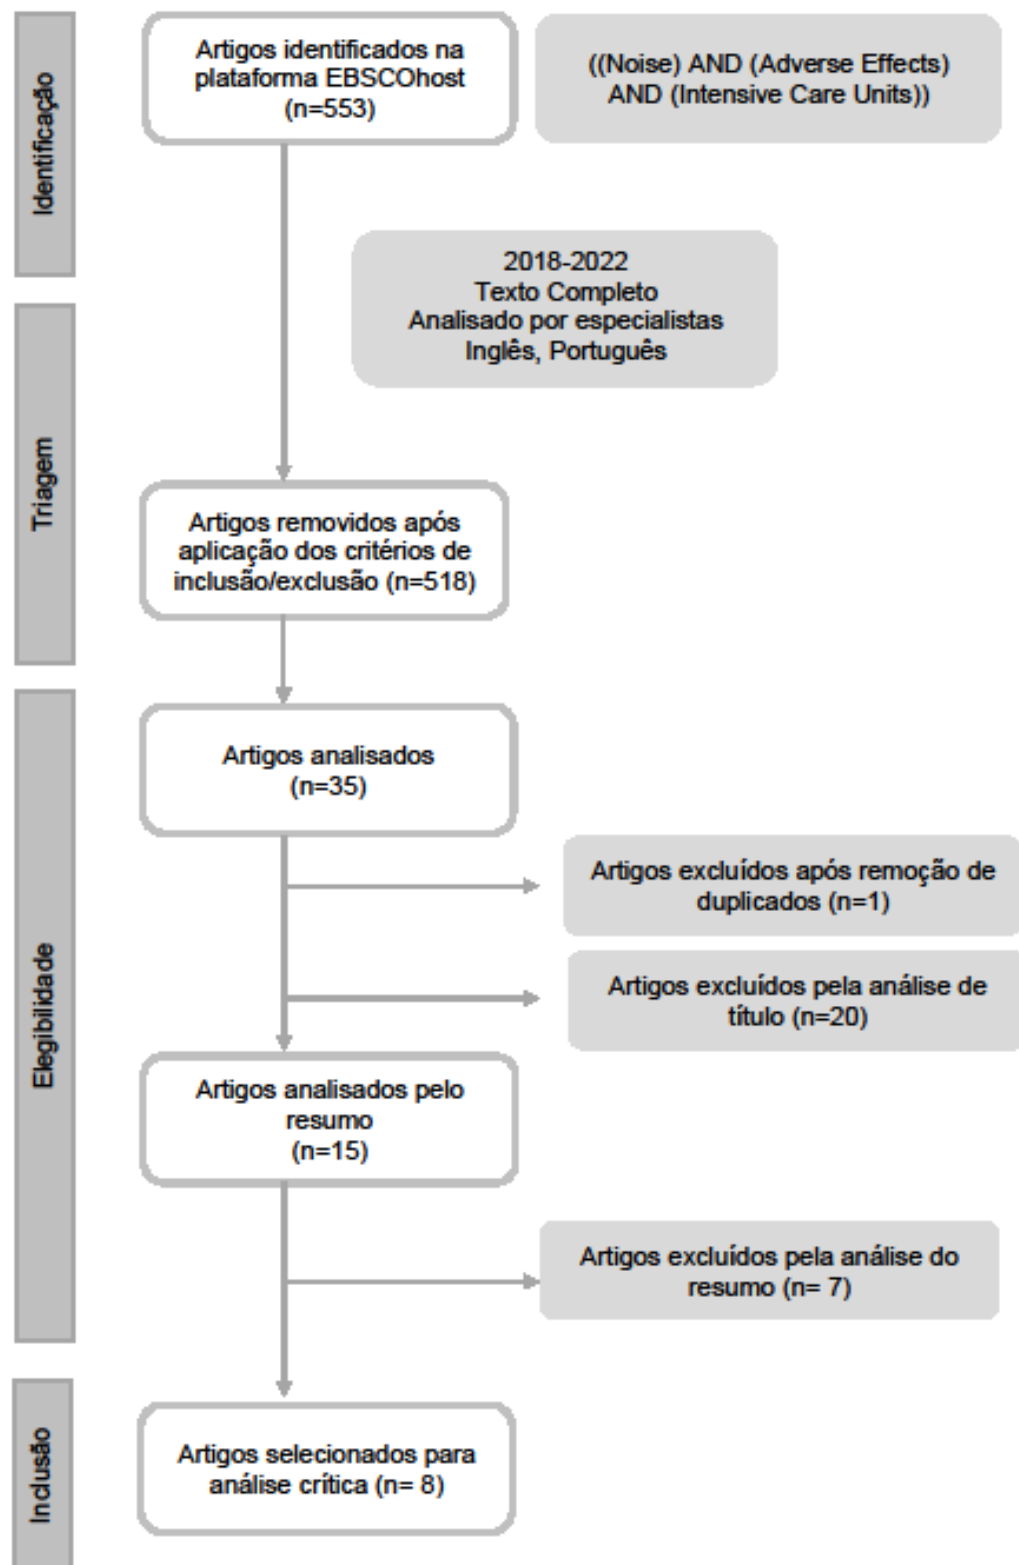 Identificação
Artigos identificados na
plataforma EBSCOhost
(n=553)
((Noise) AND (Adverse Effects)
AND (Intensive Care Units))
2018-2022
Texto Completo
Analisado por especialistas
Inglês, Português
Triagem
Artigos removidos após
aplicação dos critérios de
inclusão/exclusão (n=518)
Elegibilidade
Artigos analisados
(n=35)
Artigos excluídos após remoção de
duplicados (n=1)
Artigos excluídos pela análise de
título (n=20)
Artigos analisados pelo
resumo
(n=15)
Artigos excluídos pela análise do
resumo (n= 7)
Inclusão
Artigos selecionados para
análise crítica (n= 8)